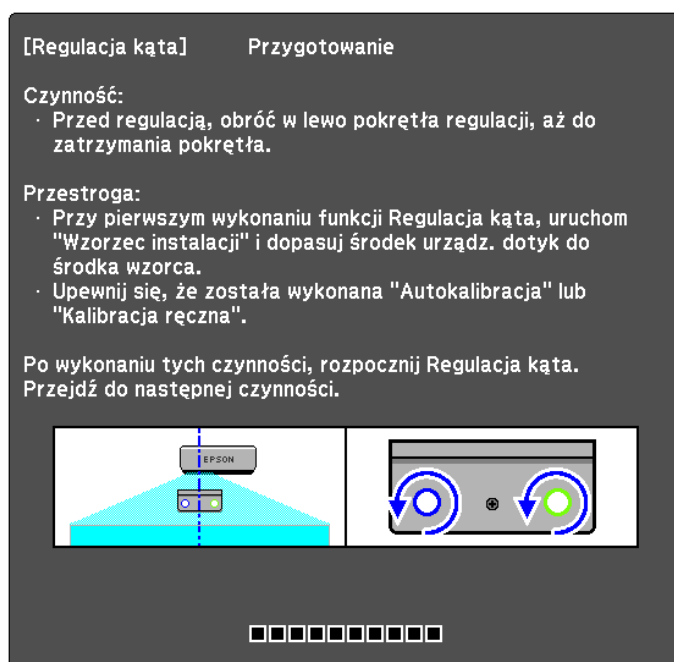 [Regulacja kąta] Przygotowanie
Czynność:
· Przed regulacją, obróć w lewo pokrętła regulacji, aż do
zatrzymania pokrętła.
Przestroga:
· Przy pierwszym wykonaniu funkcji Regulacja kąta, uruchom
"Wzorzec instalacji" i dopasuj środek urządz. dotyk do
środka wzorca.
· Upewnij się, że została wykonana "Autokalibracja" lub
"Kalibracja ręczna".
Po wykonaniu tych czynności, rozpocznij Regulacja kąta.
Przejdź do następnej czynności.
EPSON